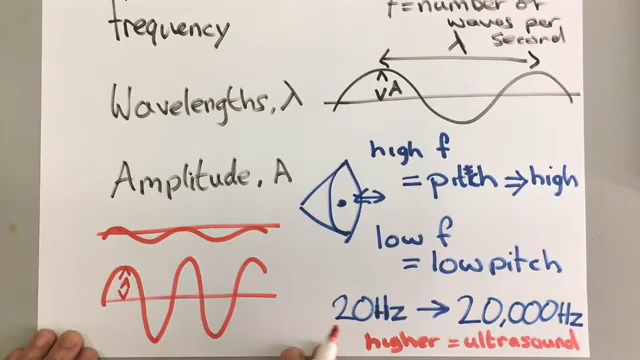 frequency
f = number of
waves per
second
λ
A
Wavelengths, λ
Amplitude, A
high f
= pitch ⇒ high
low f
= low pitch
20Hz → 20,000Hz
higher = ultrasound